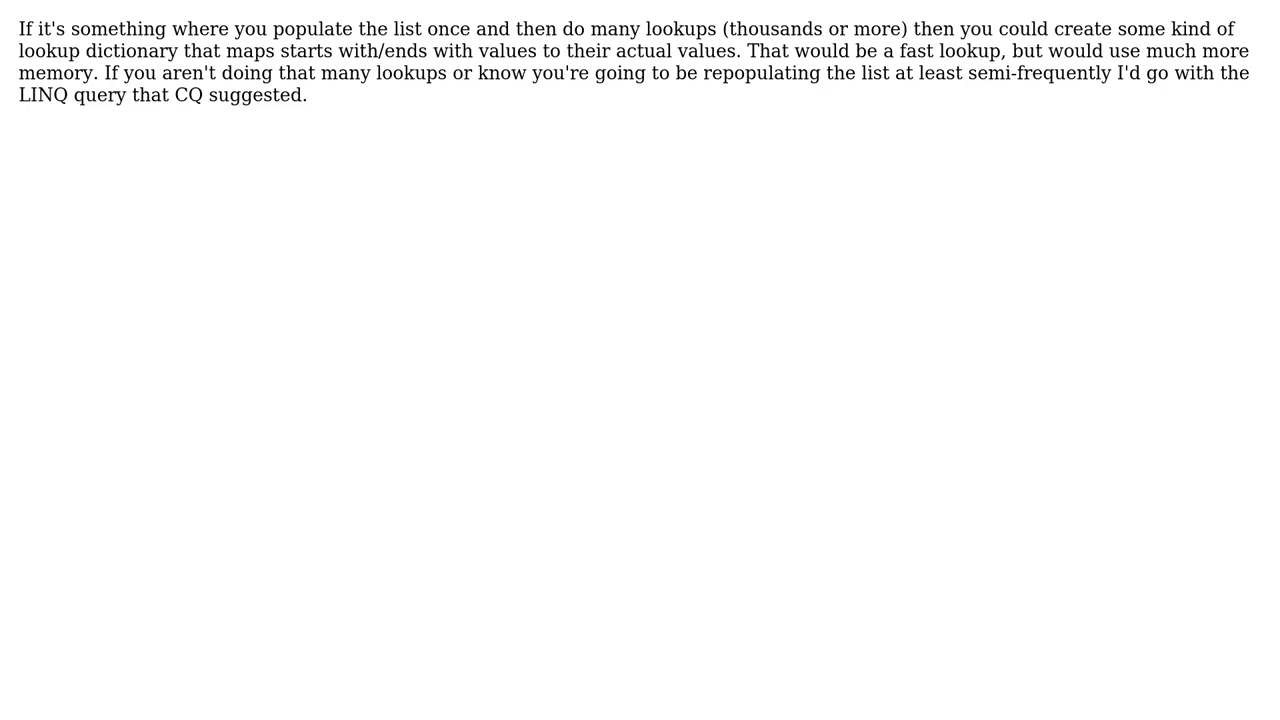 If it's something where you populate the list once and then do many lookups (thousands or more) then you could create some kind of
lookup dictionary that maps starts with/ends with values to their actual values. That would be a fast lookup, but would use much more
memory. If you aren't doing that many lookups or know you're going to be repopulating the list at least semi-frequently I'd go with the
LINQ query that CQ suggested.